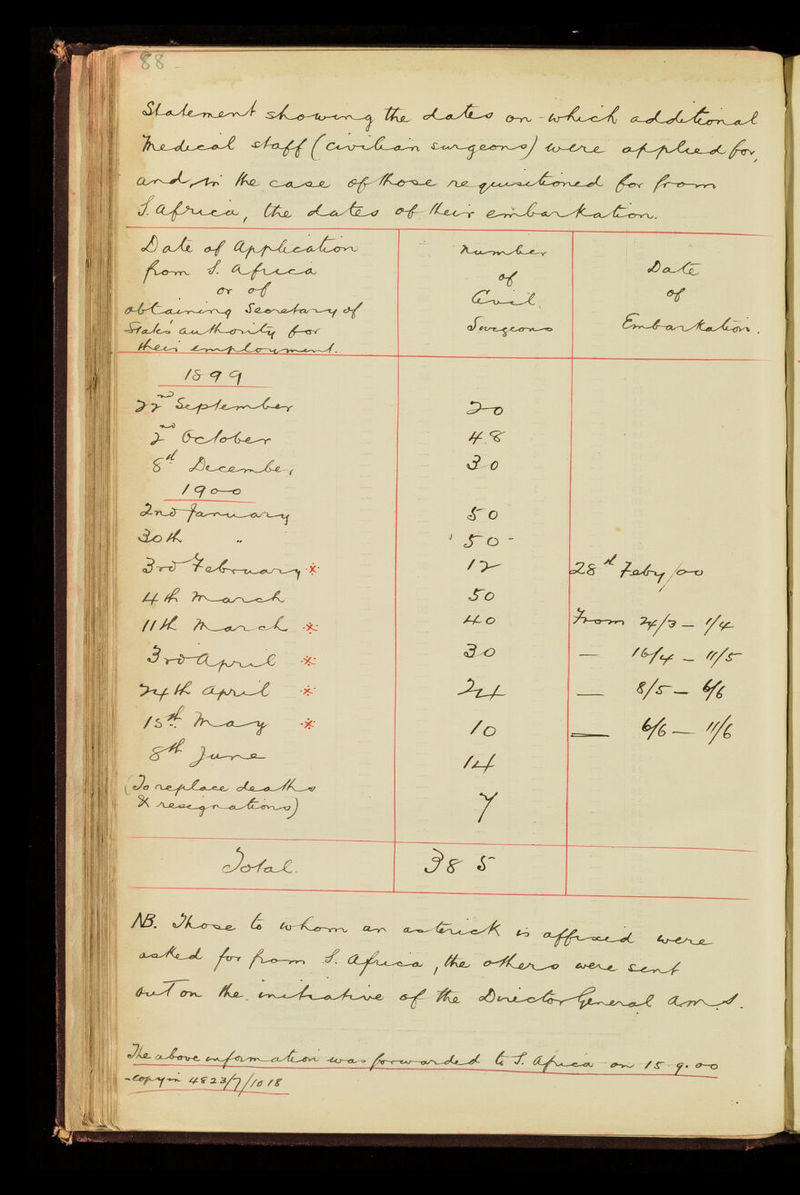 88
Statement showing the dates on which additional
Medical staff (civilian surgeons) were applied for,
and, in the case of those requisitioned for from
S. Africa, the dates of their embarkation.
Date of Application
from S. Africa
or of
obtaining Secretary of
State's authority for
their employment.
Number
of
Civil.
Surgeons
Date
of
Embarkation.
1899
22nd September 20
2nd October 48
8th December 30
1900
2nd January 50
30th " 50
3rd February * 12 28th Feby/00
4th March 50
11th March * 40 From 24/3 — 1/4
3rd April * 30 — 16/4 — 11/5
24th April * 24 — 8/5 — 6/6
15th May * 10 — 6/6 — 11/6
8th June 14
(To replace deaths
& resignations) 7
Total. 385
NB. Those to whom an asterick is affixed were
asked for from S. Africa, the others were sent
out on the initiative of the Director General A.M.S.
The above information was forwarded to S. Africa on 15.9.00
- copy in 4823/7/1018